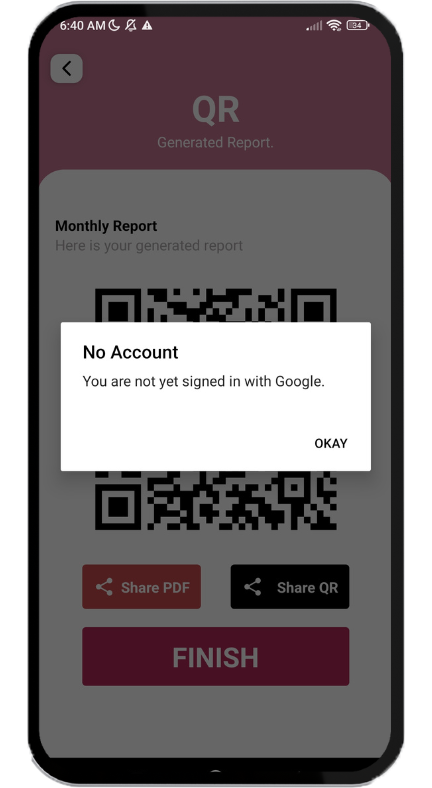 6:40 AM
34
QR
Generated Report.
Monthly Report
Here is your generated report
No Account
You are not yet signed in with Google.
OKAY
Share PDF
Share QR
FINISH